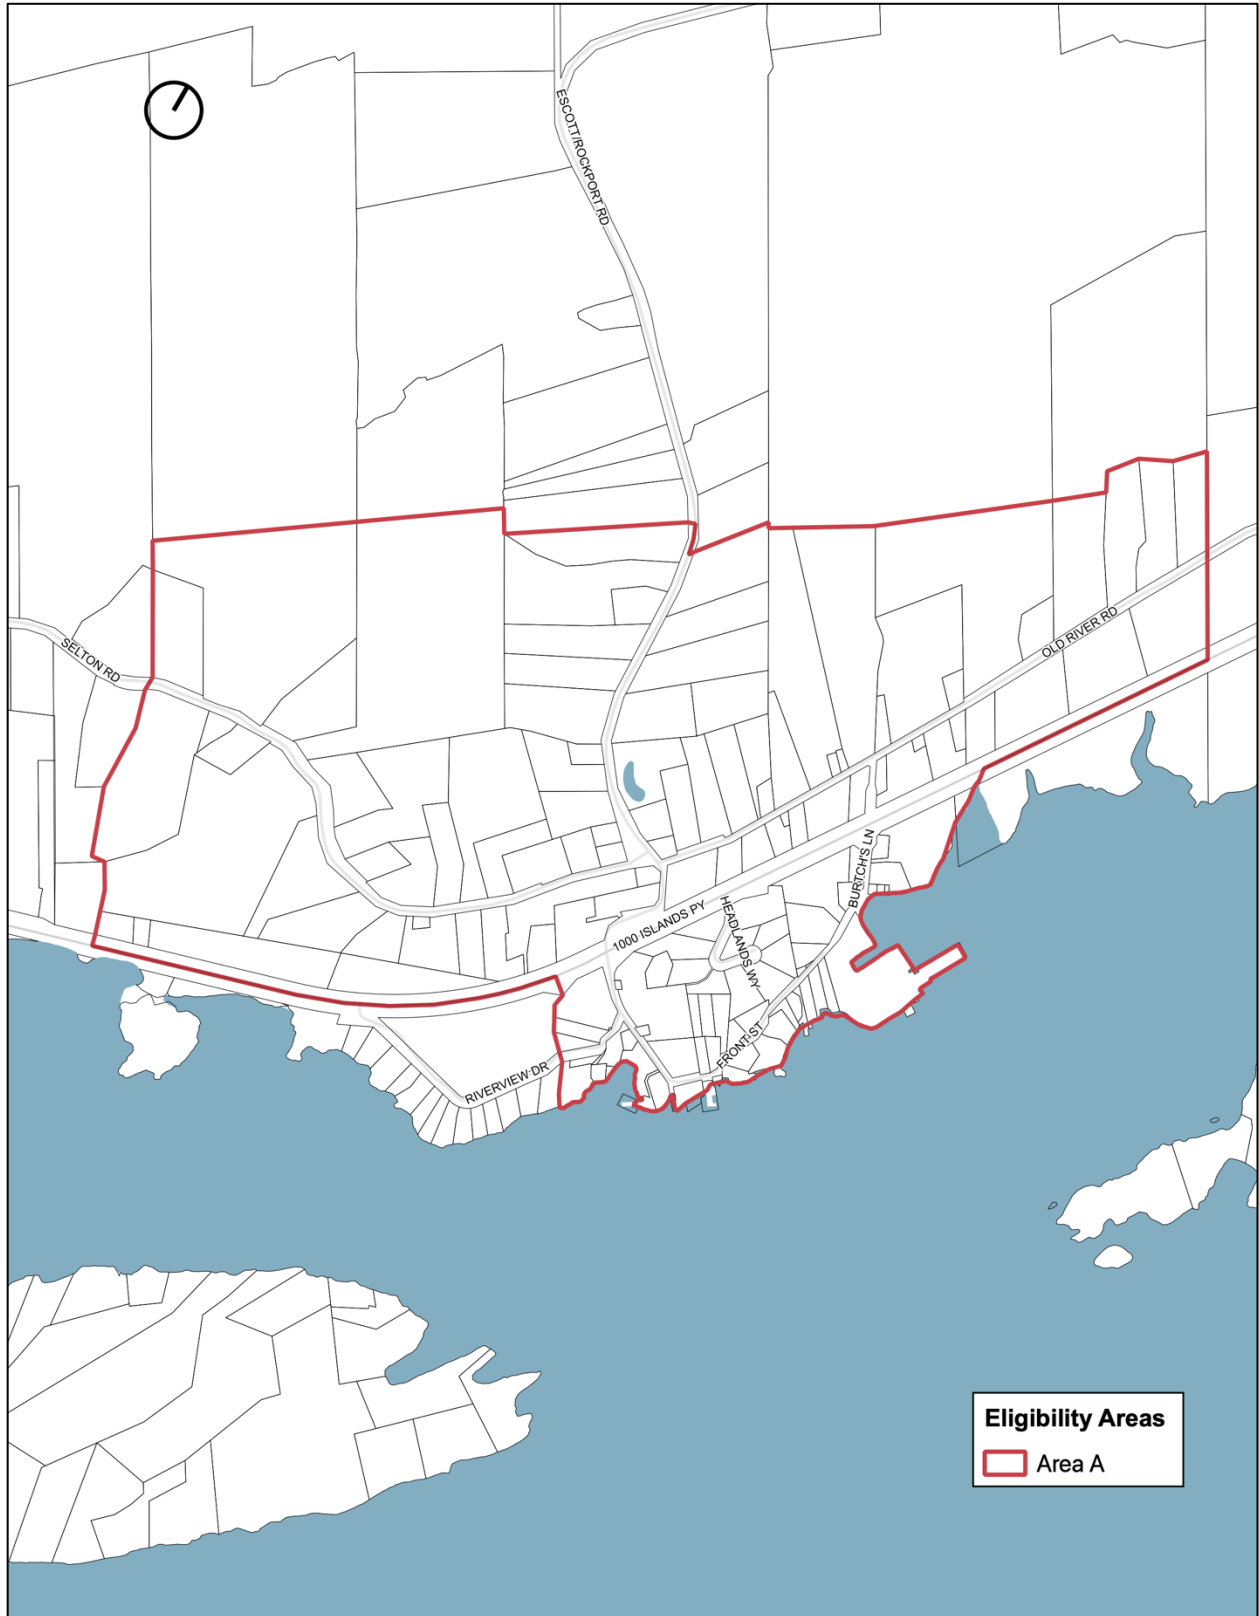 ESCOTT/ROCKPORT RD
SELTON RD
OLD RIVER RD
BURTCH'S LN
HEADLANDS WY
1000 ISLANDS PY
FRONT ST
RIVERVIEW DR
Eligibility Areas
Area A